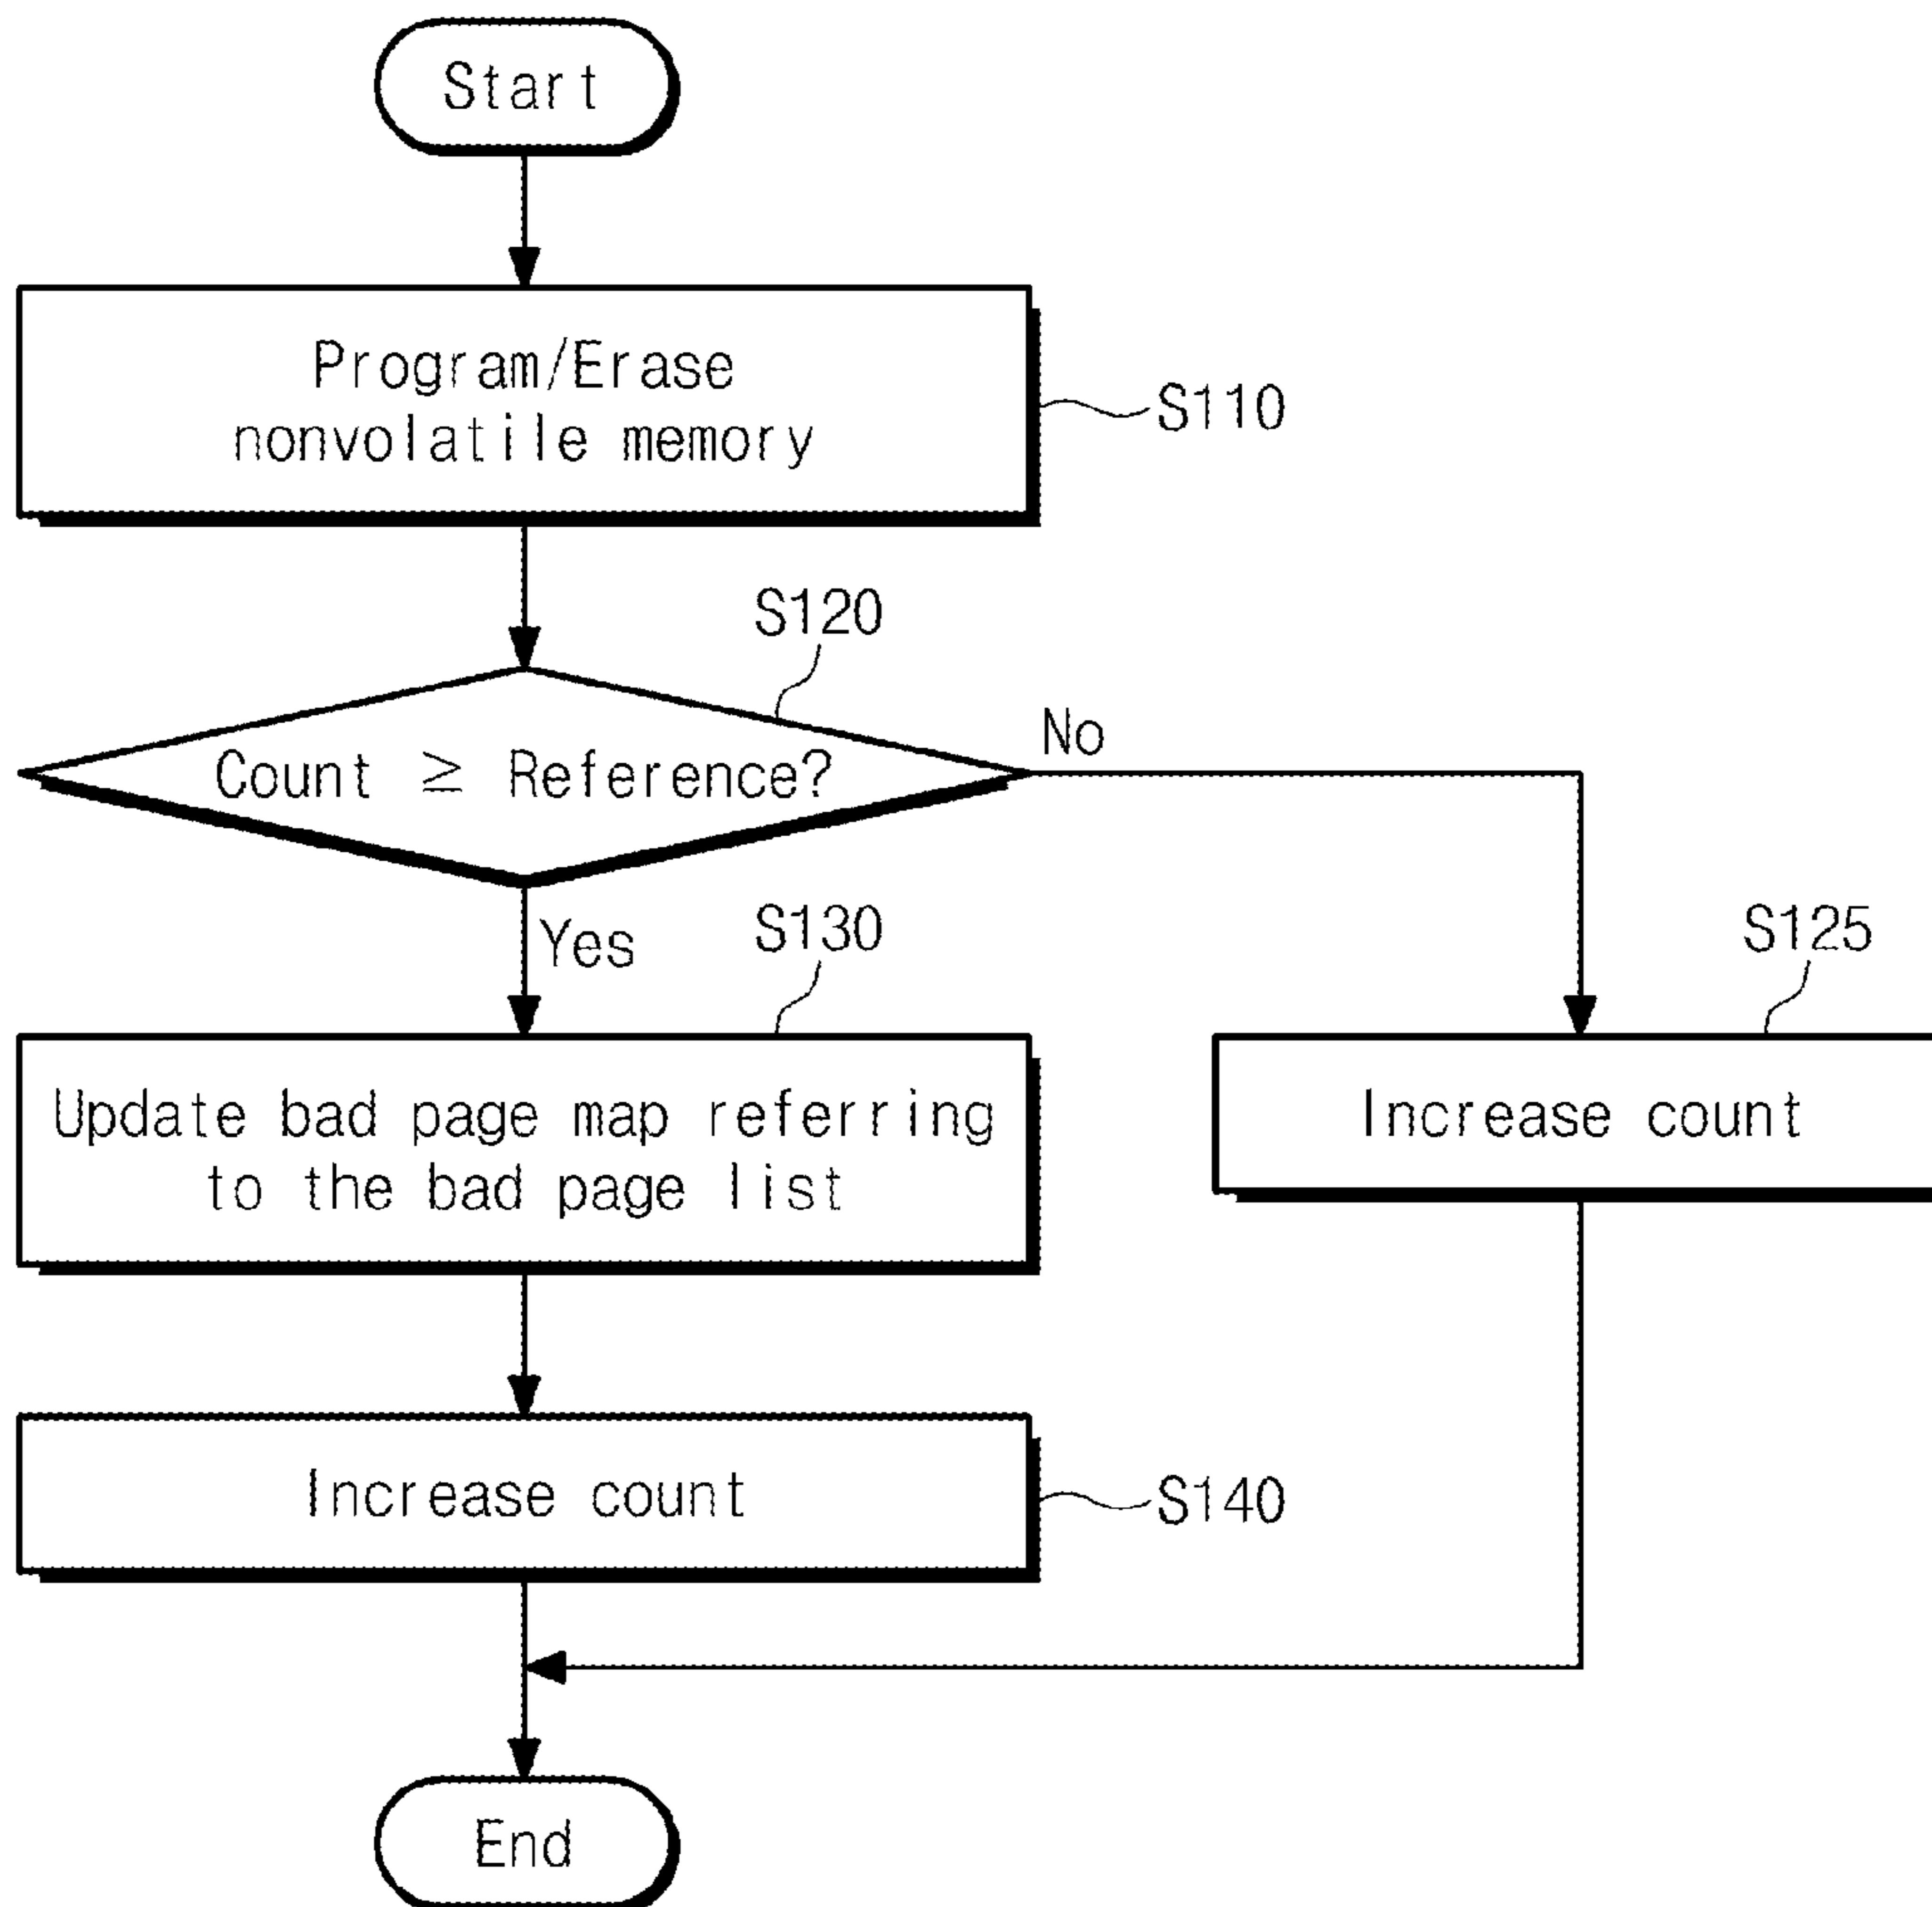 Start
Program/Erase
nonvolatile memory
S110
S120
Count ≥ Reference?
No
Yes
S130
S125
Update bad page map referring
to the bad page list
Increase count
Increase count
S140
End